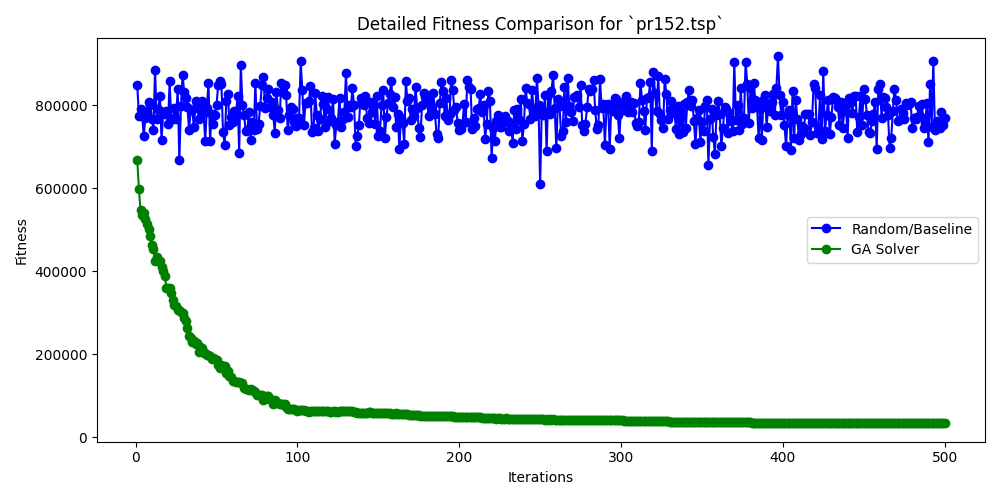 Detailed Fitness Comparison for `pr152.tsp`
Fitness
800000
600000
400000
200000
0
Random/Baseline
GA Solver
0 100 200 300 400 500
Iterations